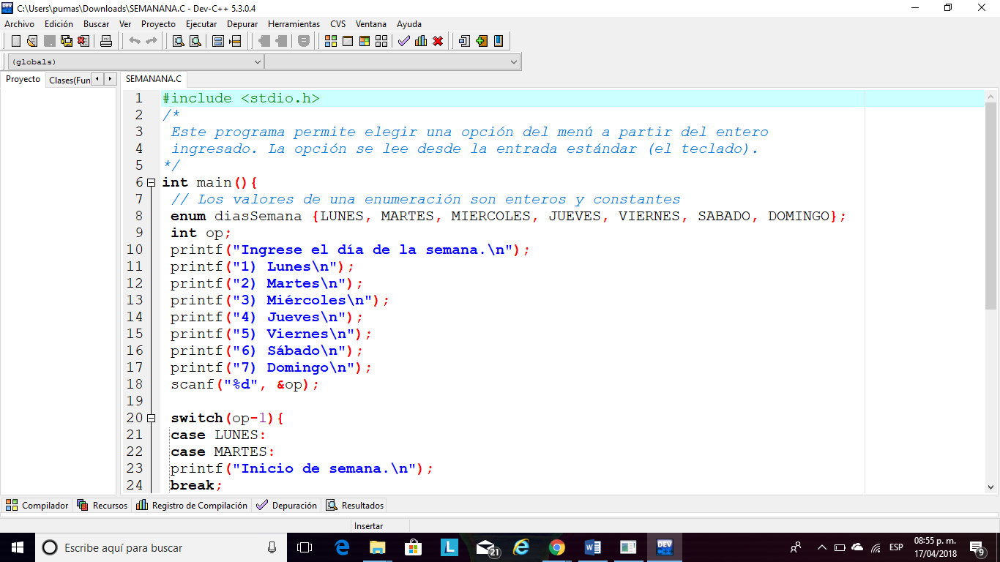 C:\Users\pumas\Downloads\SEMANANA.C - Dev-C++ 5.3.0.4
Archivo Edición Buscar Ver Proyecto Ejecutar Depurar Herramientas CVS Ventana Ayuda
(globals)
Proyecto Clases(Fun SEMANANA.C
1 #include <stdio.h>
2 /*
3 Este programa permite elegir una opción del menú a partir del entero
4 ingresado. La opción se lee desde la entrada estándar (el teclado).
5 */
6 int main(){
7 // Los valores de una enumeración son enteros y constantes
8 enum diasSemana {LUNES, MARTES, MIERCOLES, JUEVES, VIERNES, SABADO, DOMINGO};
9 int op;
10 printf("Ingrese el día de la semana.\n");
11 printf("1) Lunes\n");
12 printf("2) Martes\n");
13 printf("3) Miércoles\n");
14 printf("4) Jueves\n");
15 printf("5) Viernes\n");
16 printf("6) Sábado\n");
17 printf("7) Domingo\n");
18 scanf("%d", &op);
19
20 switch(op-1){
21 case LUNES:
22 case MARTES:
23 printf("Inicio de semana.\n");
24 break;
Compilador Recursos Registro de Compilación Depuración Resultados
Insertar
Escribe aquí para buscar
L
21
DEV
ESP
08:55 p. m.
17/04/2018
9